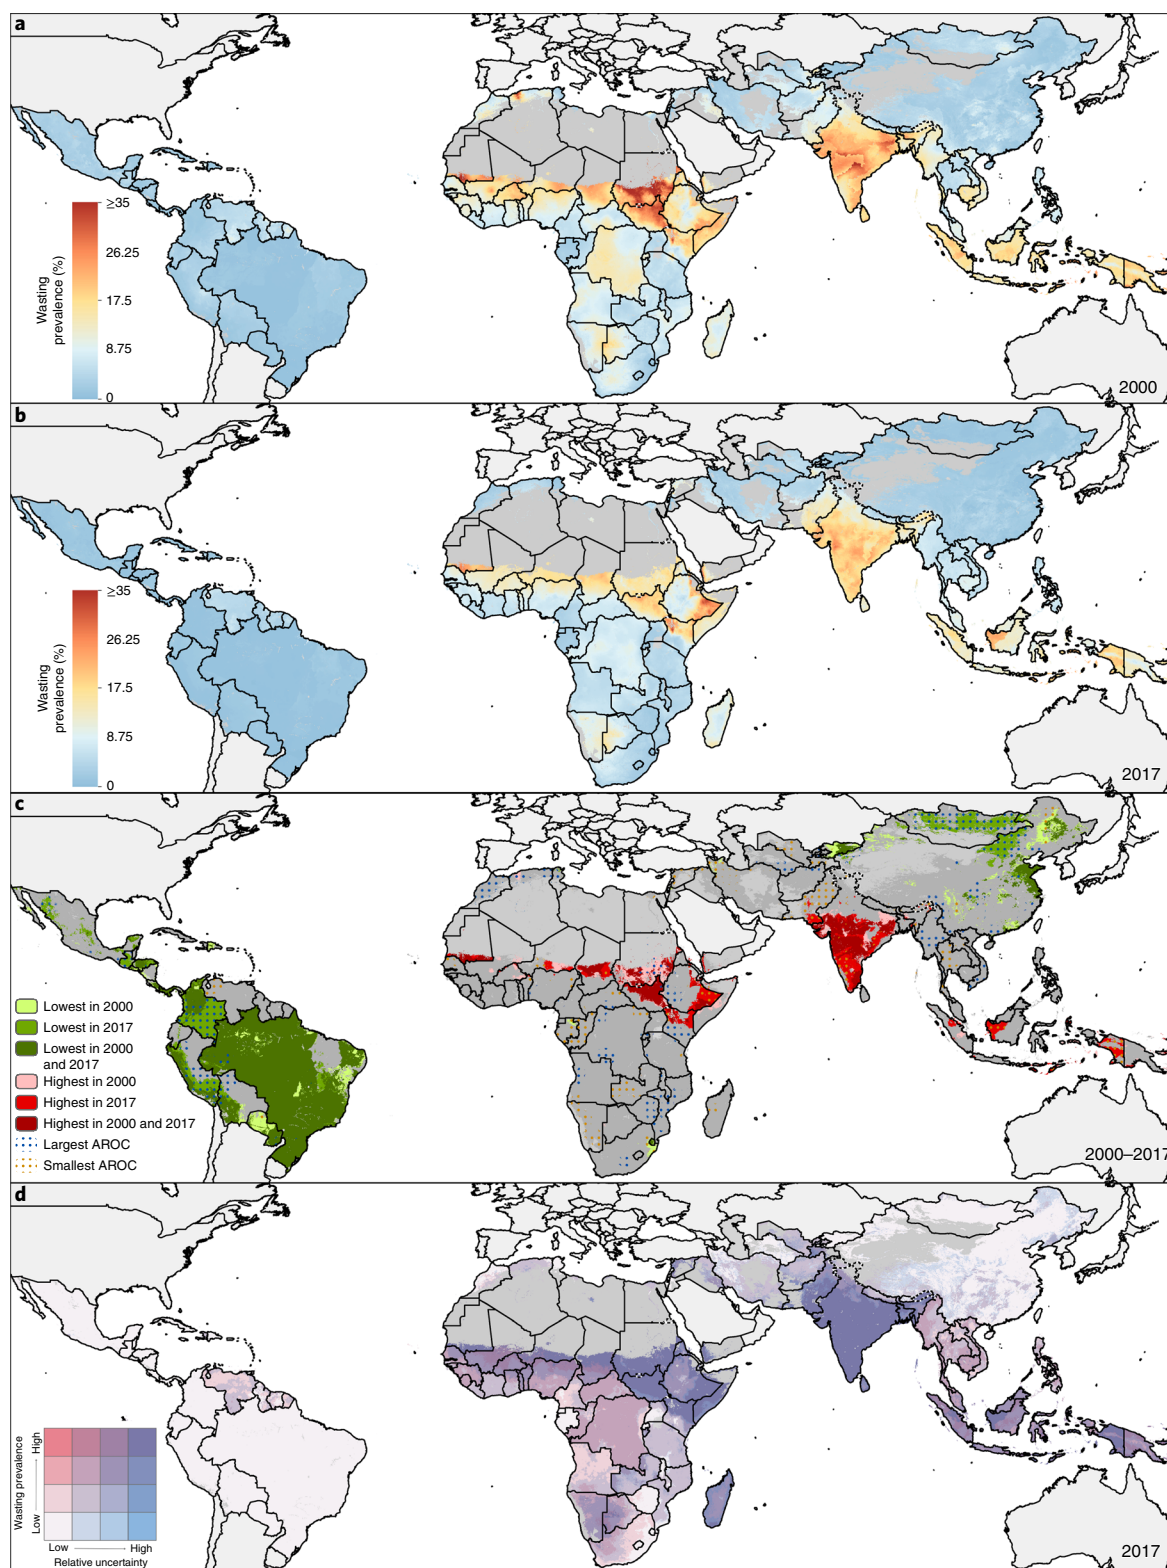 a
≥35
26.25
17.5
8.75
0
Wasting
prevalence (%)
2000
b
≥35
26.25
17.5
8.75
0
Wasting
prevalence (%)
2017
c
Lowest in 2000
Lowest in 2017
Lowest in 2000
and 2017
Highest in 2000
Highest in 2017
Highest in 2000 and 2017
Largest AROC
Smallest AROC
2000–2017
d
Wasting prevalence
High
Low
Low
High
Relative uncertainty
2017